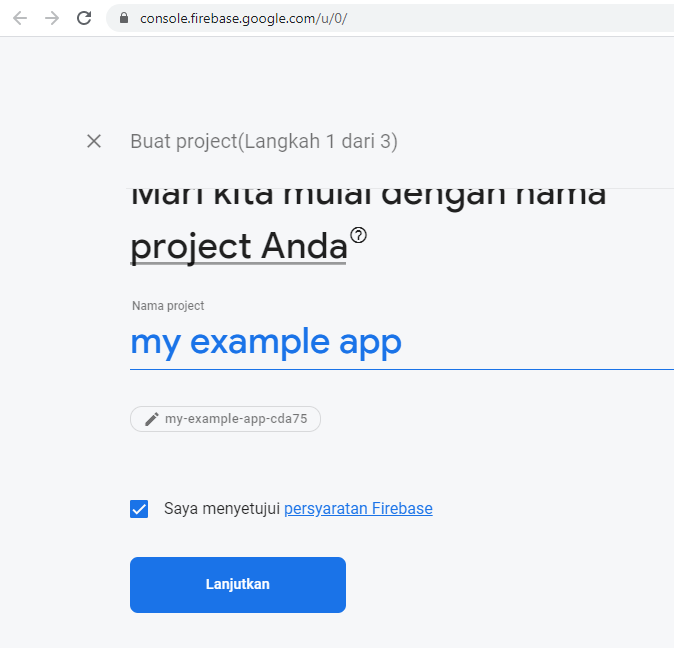 console.firebase.google.com/u/0/
Buat project(Langkah 1 dari 3)
Mari kita mulai dengan nama
project Anda
Nama project
my example app
my-example-app-cda75
Saya menyetujui persyaratan Firebase
Lanjutkan